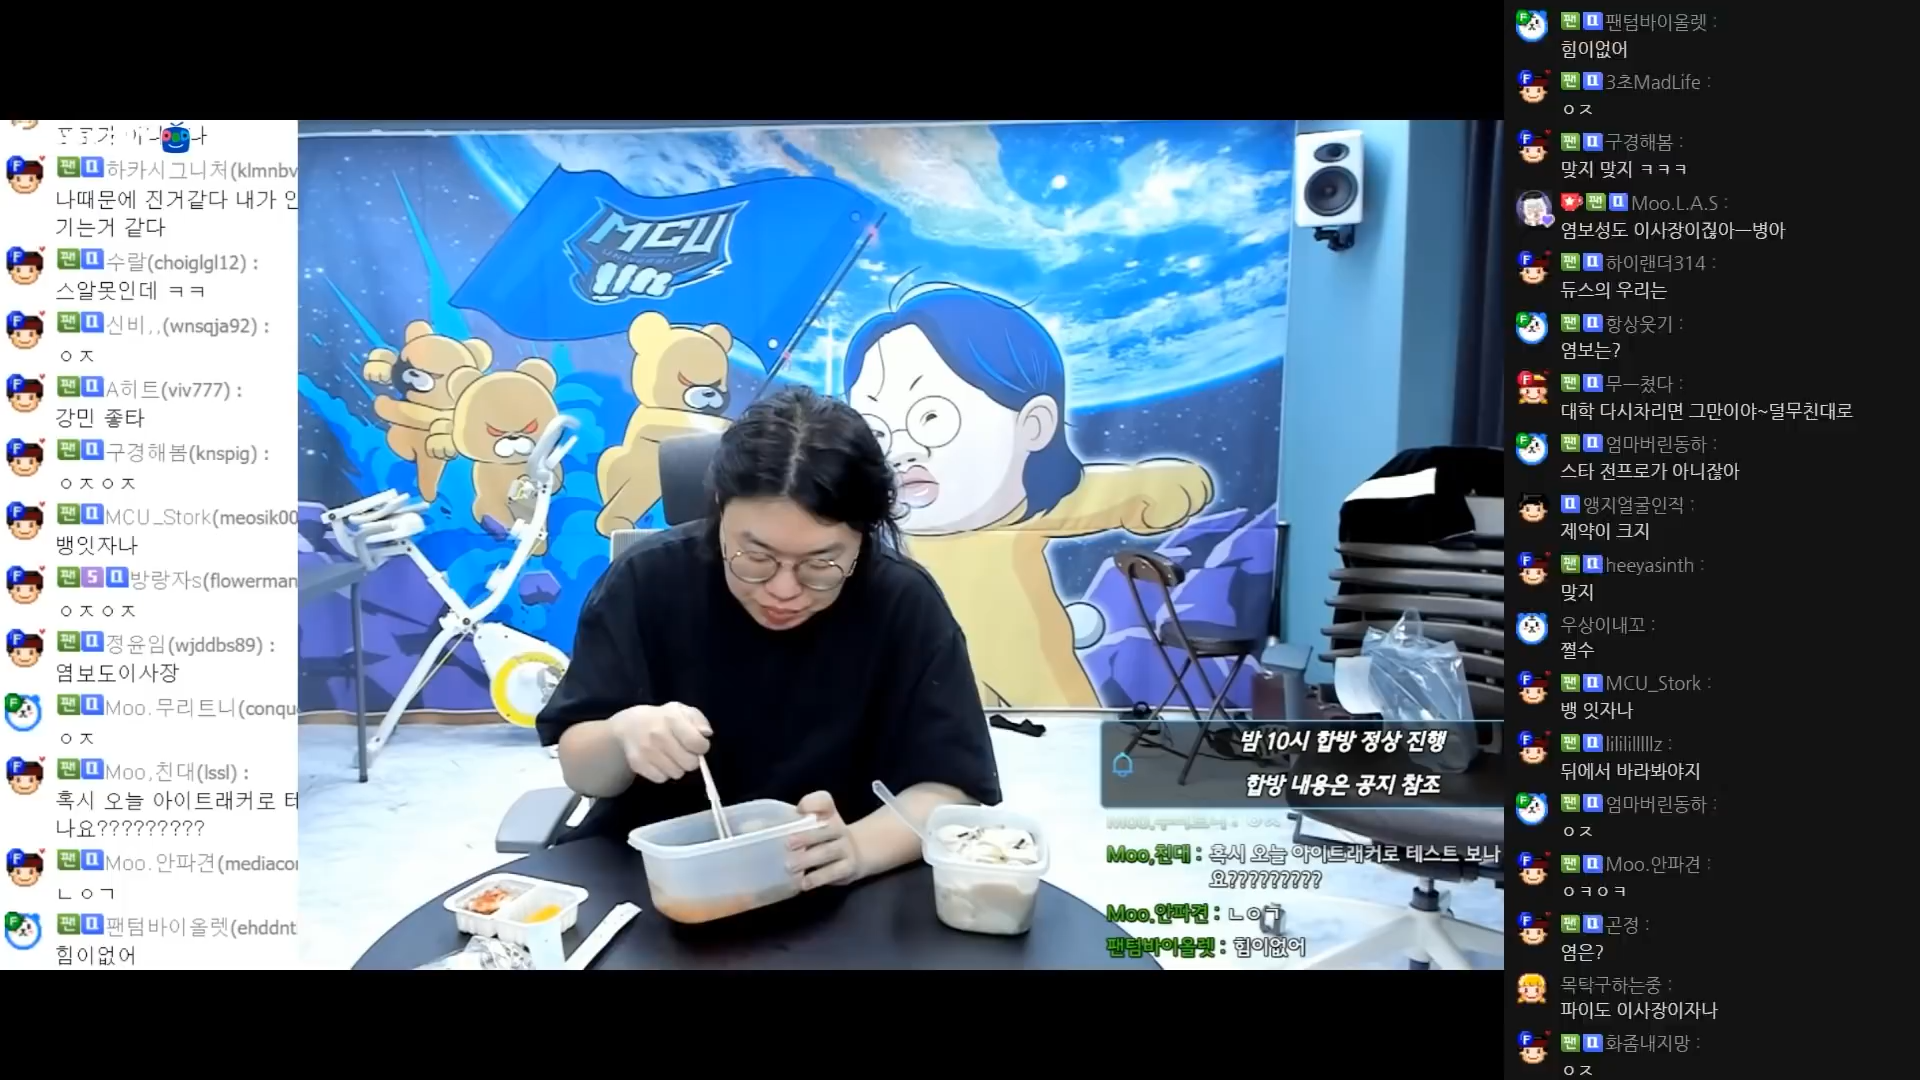 하카시그니처(klmnbv
나때문에 진거같다 내가 안
기는거 같다
수랄(choiglgl12) :
스알못인데 ㅋㅋ
신비,,(wnsqja92) :
ㅇㅈ
A히트(viv777) :
강민 좋타
구경해봄(knspig) :
ㅇㅈㅇㅈ
MCU_Stork(meosik00
뱅잇자나
방랑자s(flowerman
ㅇㅈㅇㅈ
정윤임(wjddbs89) :
염보도이사장
Moo.무리트니(conqu
ㅇㅈ
Moo,친대(lssl) :
혹시 오늘 아이트래커로 테
나요?????????
Moo.안파견(mediacon
ㄴㅇㄱ
팬텀바이올렛(ehddnt
힘이없어
MCU
밤 10시 합방 정상 진행
합방 내용은 공지 참조
Moo,친대 : 혹시 오늘 아이트래커로 테스트 보나
요?????????
Moo.안파견 : ㄴㅇㄱ
팬텀바이올렛 : 힘이없어
팬텀바이올렛 :
힘이없어
3초MadLife :
ㅇㅈ
구경해봄 :
맞지 맞지 ㅋㅋㅋ
Moo.L.A.S :
염보성도 이사장이잖아ㅡ병아
하이랜더314 :
듀스의 우리는
항상웃기 :
염보는?
무ㅡ쳤다 :
대학 다시차리면 그만이야~덜무친대로
엄마버린둥하 :
스타 전프로가 아니잖아
앵지얼굴인직 :
제약이 크지
heeyasinth :
맞지
우상이내꼬 :
쩔수
MCU_Stork :
뱅 잇자나
뒤에서 바라봐야지
엄마버린둥하 :
ㅇㅈ
Moo.안파견 :
ㅇㅋㅇㅋ
곤정 :
염은?
목탁구하는중 :
파이도 이사장이자나
화좀내지망 :
ㅇㅈ